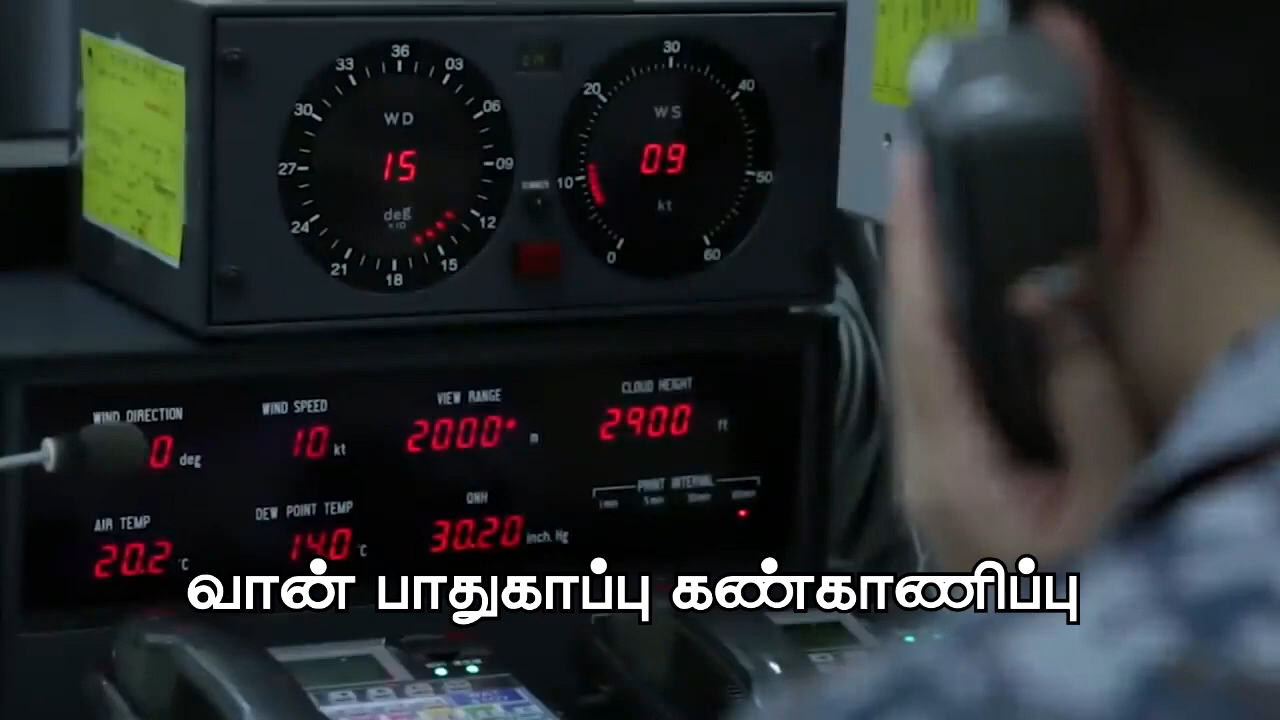 36
33 03
30 06
WD
27 15 09
deg
x10
24 12
21 15
18
30
20 40
WS
10 09 50
kt
0 60
WIND DIRECTION WIND SPEED VIEW RANGE CLOUD HEIGHT
0 deg 10 kt 2000 m 2900 ft
AIR TEMP DEW POINT TEMP QNH PRINT INTERVAL
20.2 °C 14.0 °C 30.20 inch. Hg
வான் பாதுகாப்பு கண்காணிப்பு